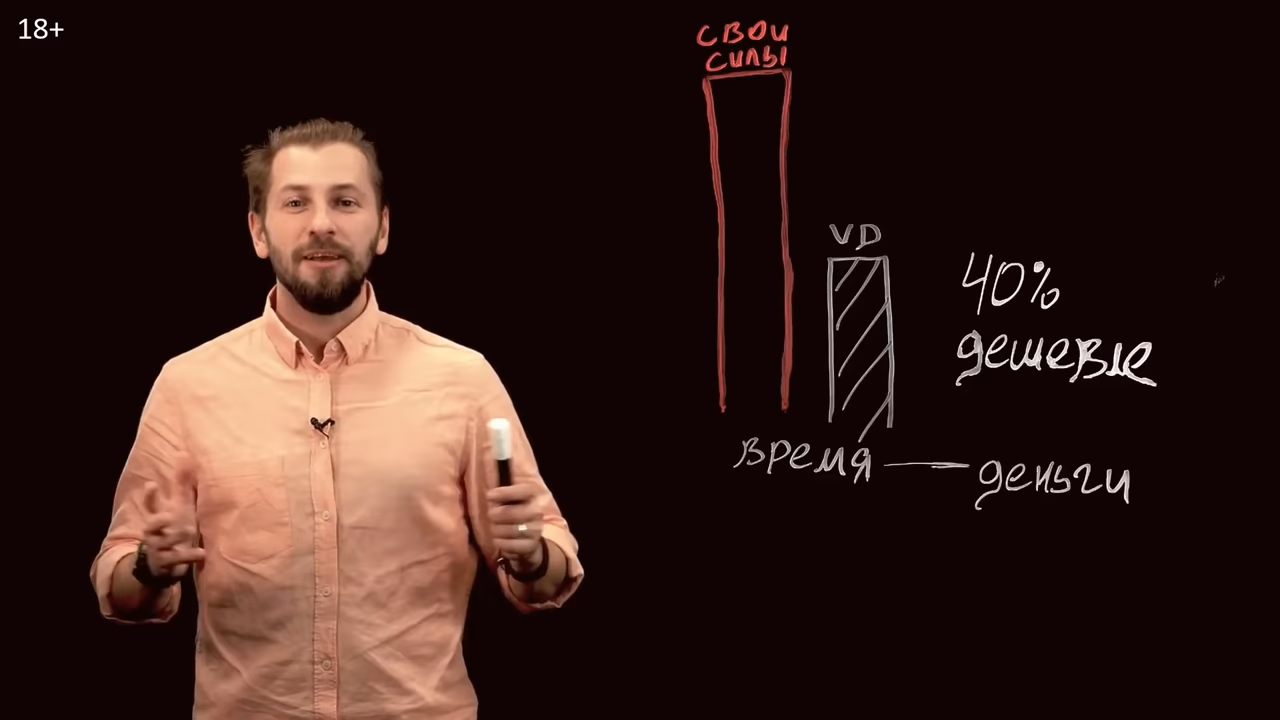 18+
СВОИ
СИЛЫ
VD
40%
дешевле
время — деньги